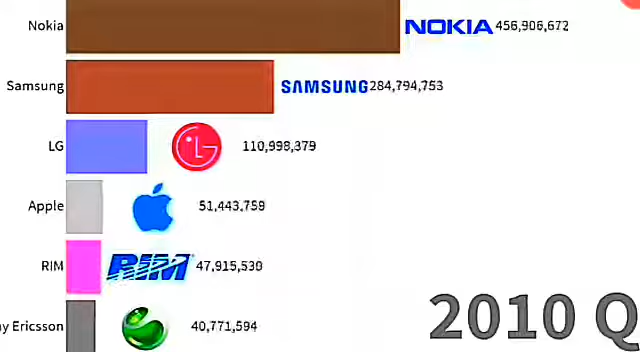 Nokia NOKIA 456,906,672
Samsung SAMSUNG 284,794,753
LG LG 110,998,379
Apple 51,443,759
RIM RIM 47,915,530
y Ericsson 40,771,594
2010 Q